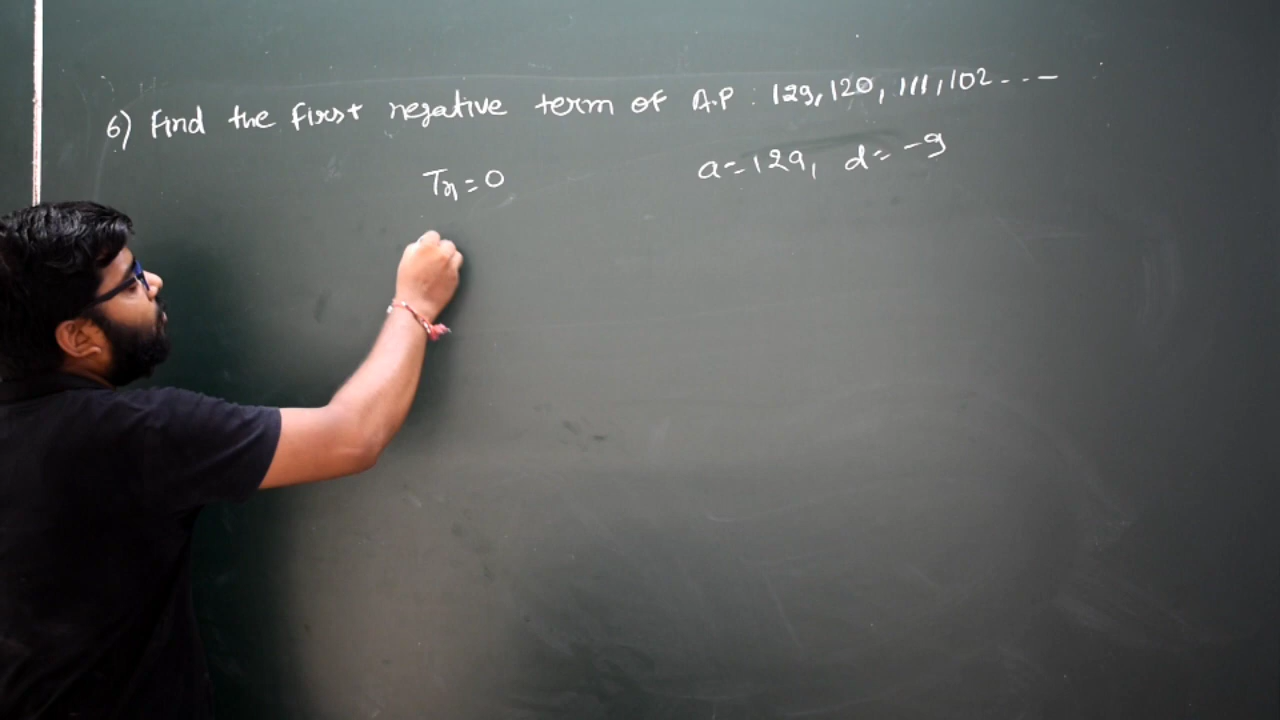 6) Find the first negative term of A.P : 129, 120, 111, 102 . . . -
Tn = 0
a = 129, d = -9